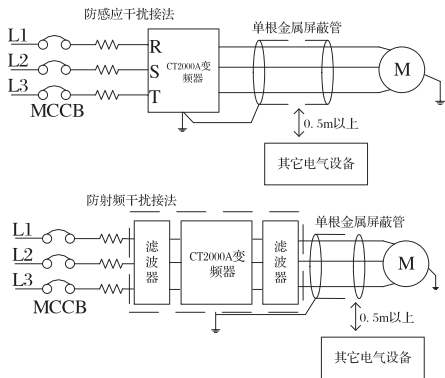 防感应干扰接法
单根金属屏蔽管
L1
R
L2
S
CT2000A变
频器
M
L3
T
MCCB
0.5m以上
其它电气设备
防射频干扰接法
单根金属屏蔽管
L1
L2
滤波器
CT2000A变
频器
滤波器
M
L3
MCCB
0.5m以上
其它电气设备